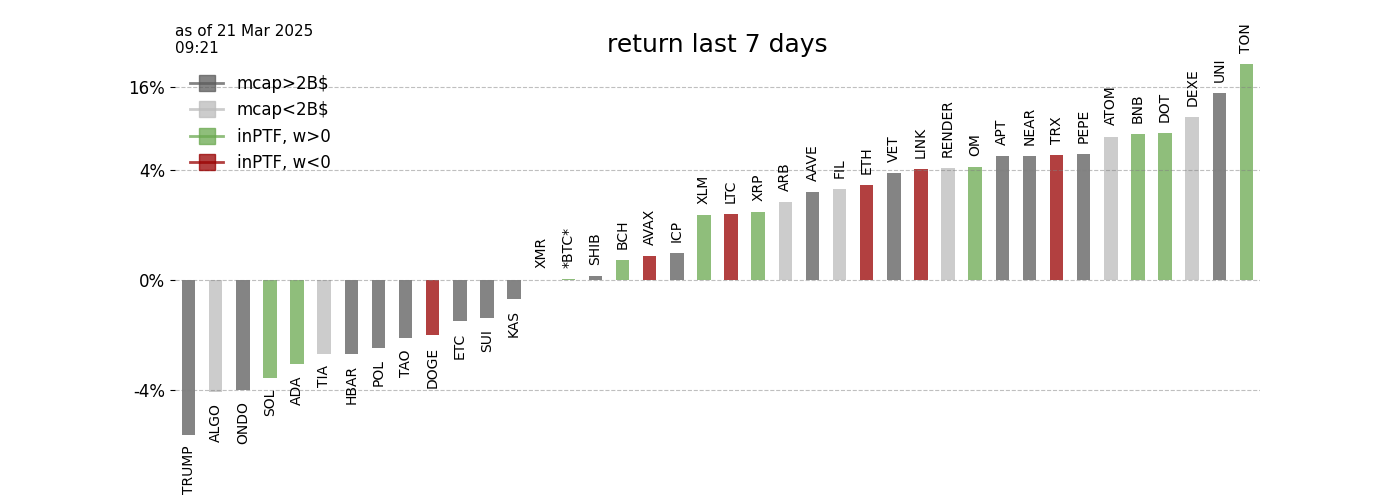 as of 21 Mar 2025
09:21
return last 7 days
mcap>2B$
mcap<2B$
inPTF, w>0
inPTF, w<0
16%
4%
0%
-4%
TRUMP
ALGO
ONDO
SOL
ADA
TIA
HBAR
POL
TAO
DOGE
ETC
SUI
KAS
XMR
*BTC*
SHIB
BCH
AVAX
ICP
XLM
LTC
XRP
ARB
AAVE
FIL
ETH
VET
LINK
RENDER
OM
APT
NEAR
TRX
PEPE
ATOM
BNB
DOT
DEXE
UNI
TON